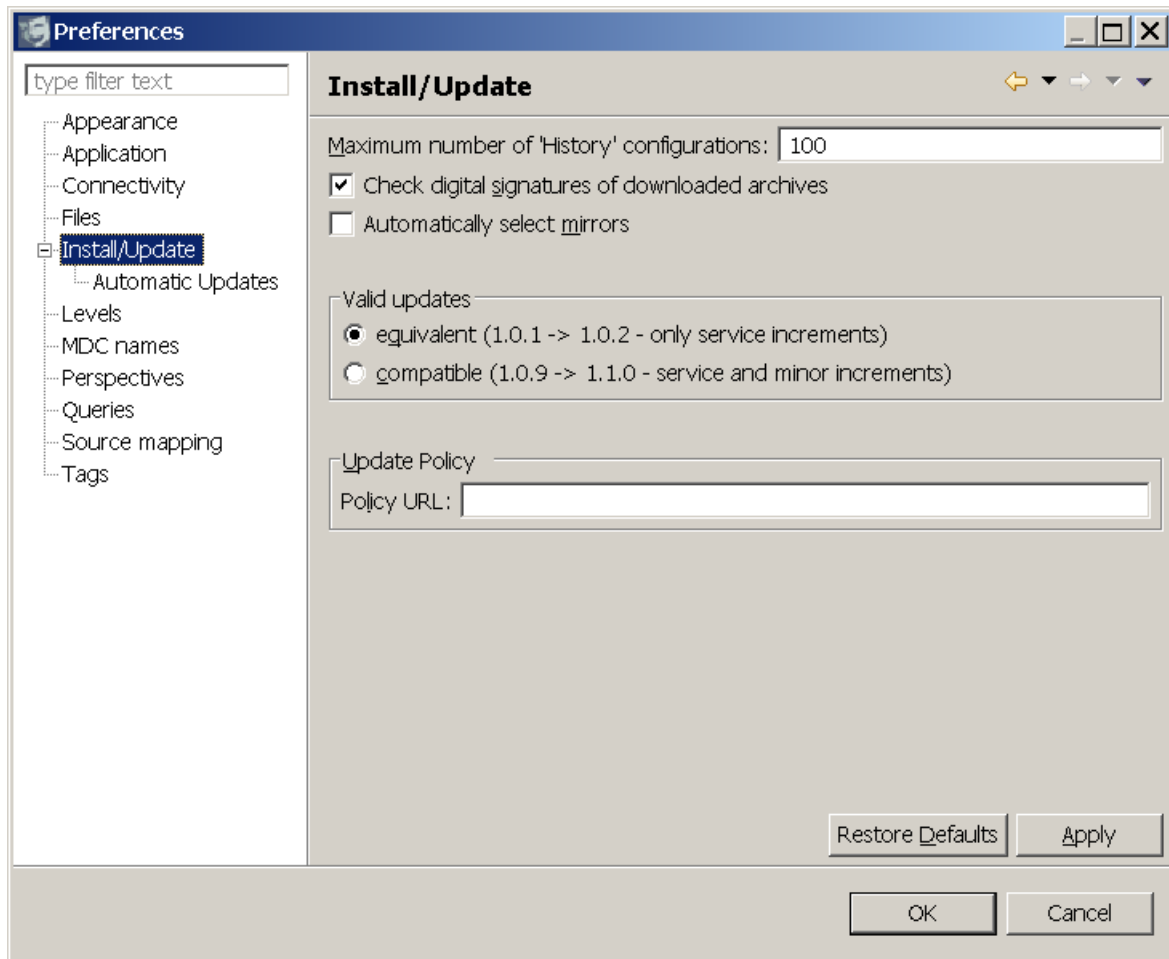 Preferences
type filter text
Appearance
Application
Connectivity
Files
Install/Update
Automatic Updates
Levels
MDC names
Perspectives
Queries
Source mapping
Tags
Install/Update
Maximum number of 'History' configurations: 100
Check digital signatures of downloaded archives
Automatically select mirrors
Valid updates
equivalent (1.0.1 -> 1.0.2 - only service increments)
compatible (1.0.9 -> 1.1.0 - service and minor increments)
Update Policy
Policy URL:
Restore Defaults
Apply
OK
Cancel